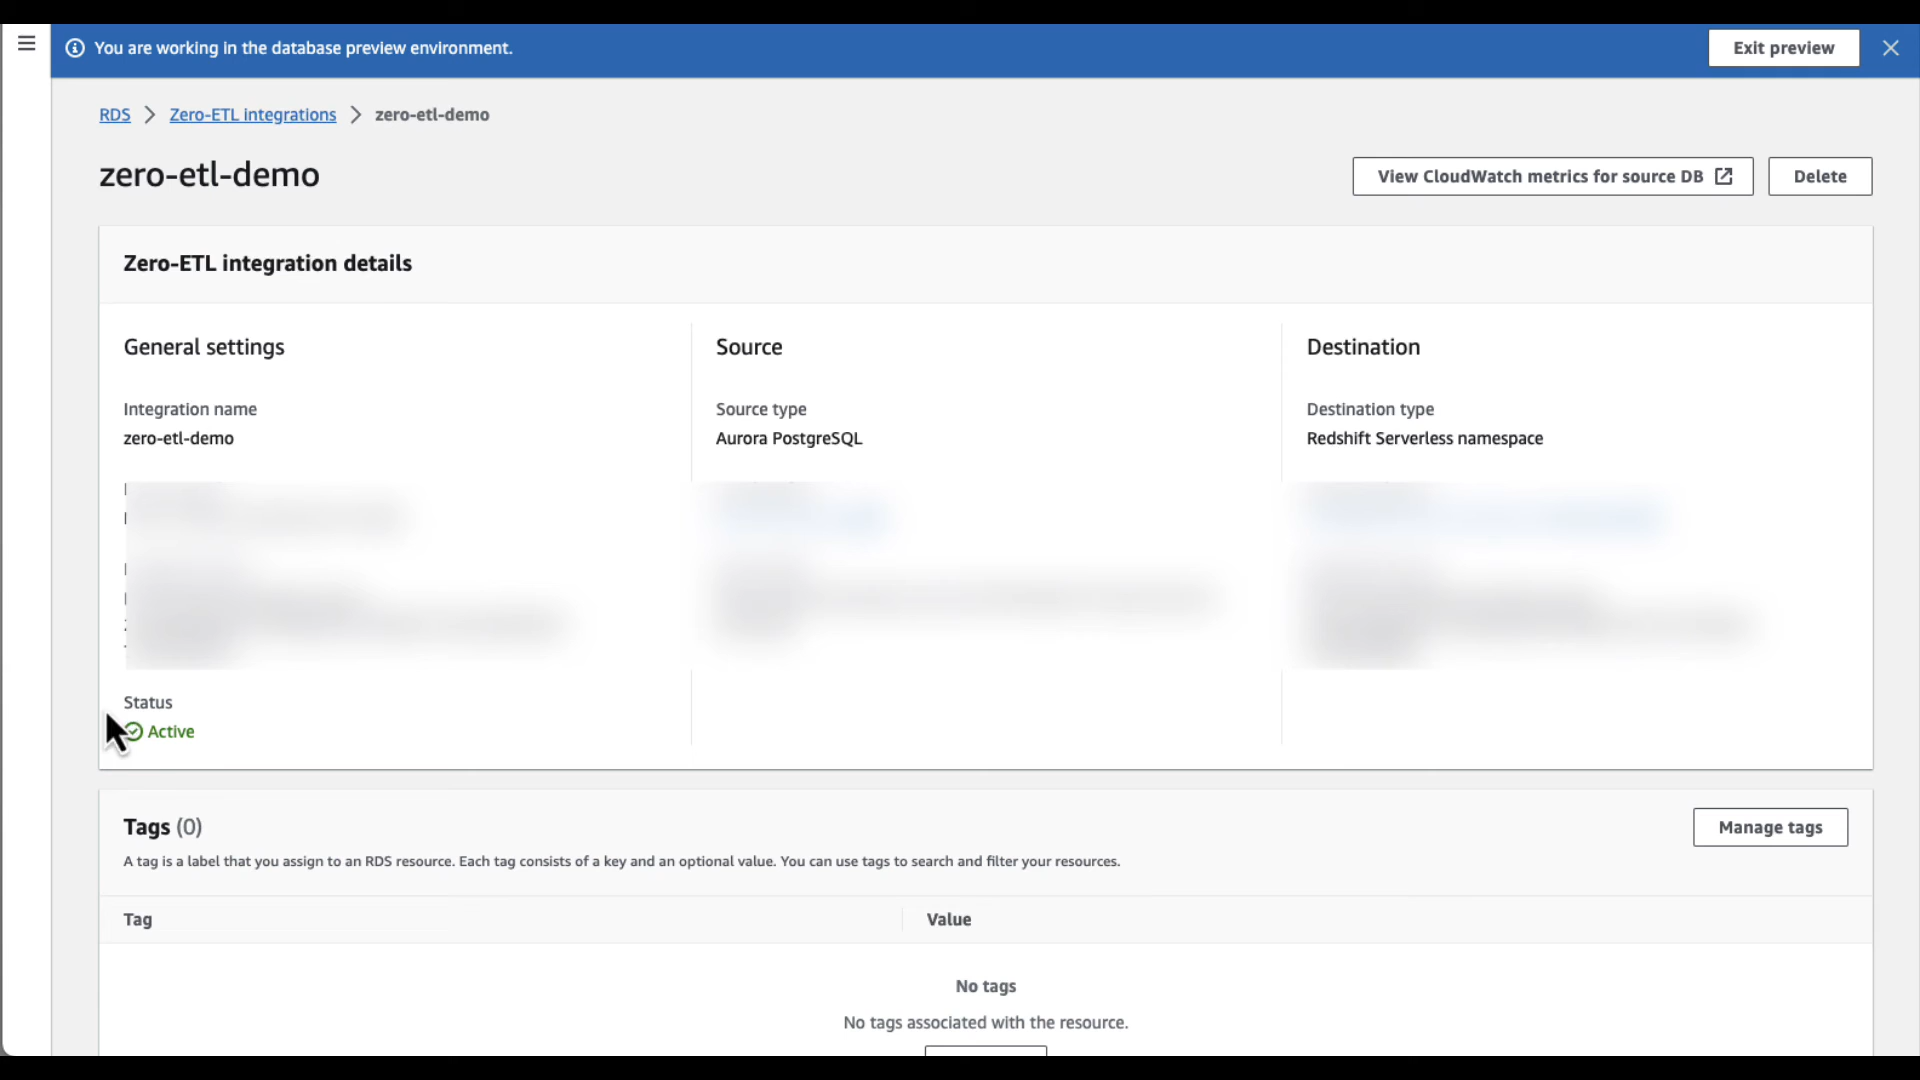 You are working in the database preview environment.
Exit preview
RDS > Zero-ETL integrations > zero-etl-demo
zero-etl-demo
View CloudWatch metrics for source DB
Delete
Zero-ETL integration details
General settings
Source
Destination
Integration name
Source type
Destination type
zero-etl-demo
Aurora PostgreSQL
Redshift Serverless namespace
Status
Active
Tags (0)
Manage tags
A tag is a label that you assign to an RDS resource. Each tag consists of a key and an optional value. You can use tags to search and filter your resources.
Tag
Value
No tags
No tags associated with the resource.